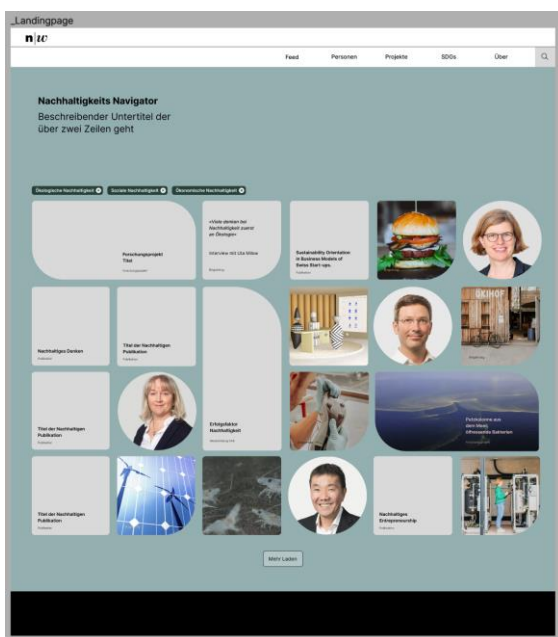 _Landingpage
n|w
Feed Personen Projekte SDGs Über
Nachhaltigkeits Navigator
Beschreibender Untertitel der
über zwei Zeilen geht
Ökologische Nachhaltigkeit
Soziale Nachhaltigkeit
Ökonomische Nachhaltigkeit
Forschungsprojekt
Titel
«Viele denken bei
Nachhaltigkeit zuerst
an Ökologie»
Interview mit Uta Milow
Sustainability Orientation
in Business Models of
Swiss Start-ups.
Nachhaltiges Denken
Titel der Nachhaltigen
Publikation
Erfolgsfaktor
Nachhaltigkeit
Titel der Nachhaltigen
Publikation
Titel der Nachhaltigen
Publikation
Nachhaltiges
Entrepreneurship
Mehr Laden